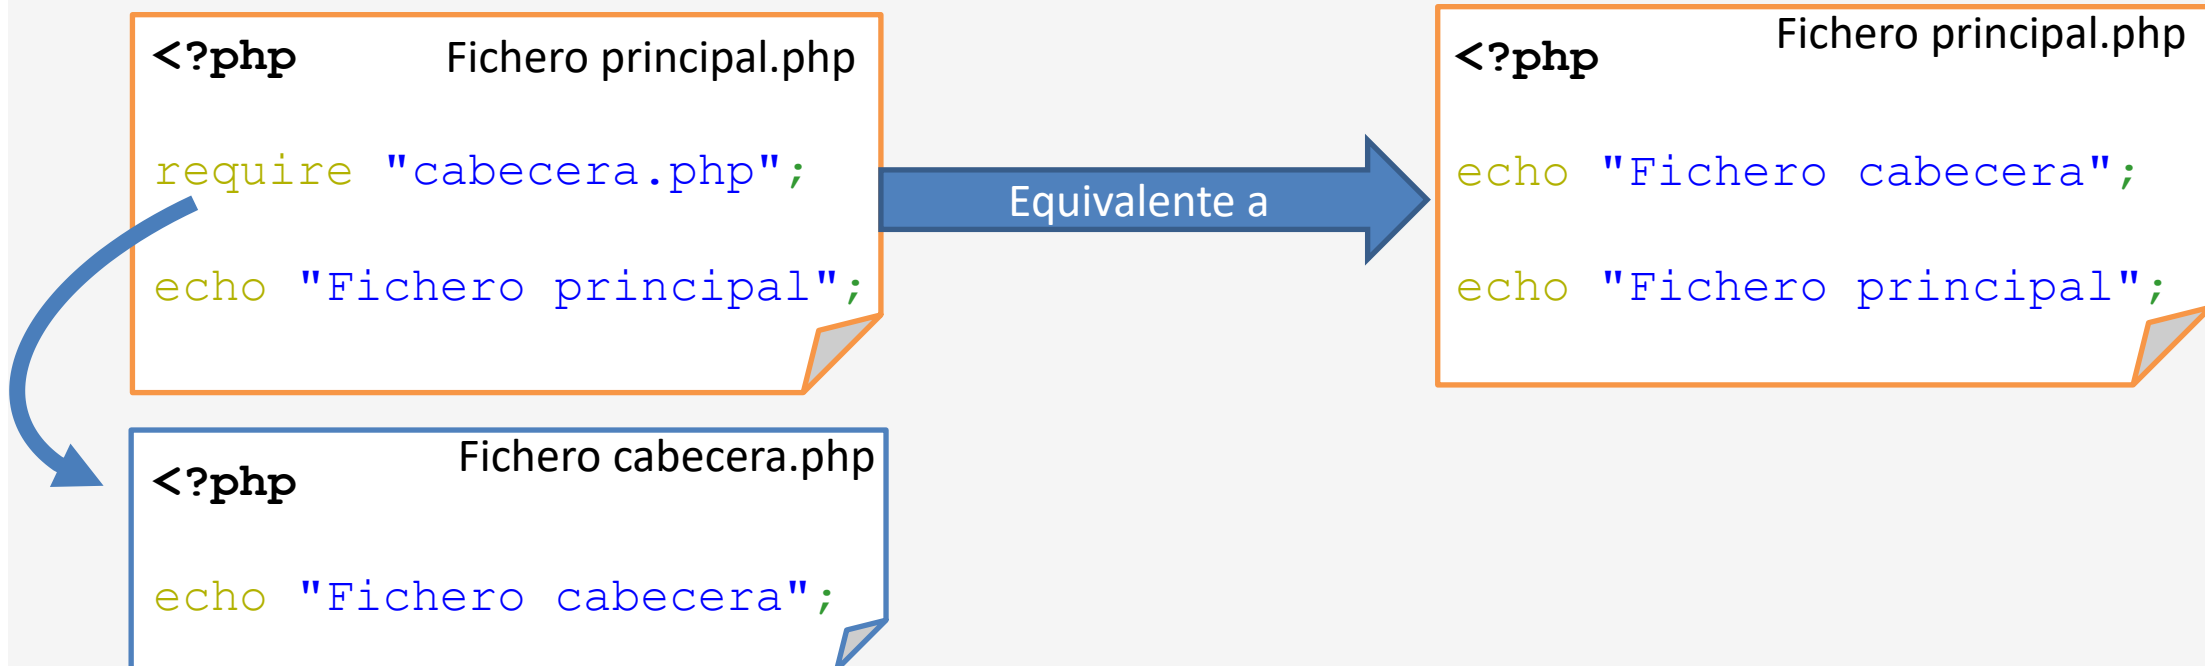 <?php Fichero principal.php
require "cabecera.php";
echo "Fichero principal";
Equivalente a
<?php Fichero principal.php
echo "Fichero cabecera";
echo "Fichero principal";
<?php Fichero cabecera.php
echo "Fichero cabecera";